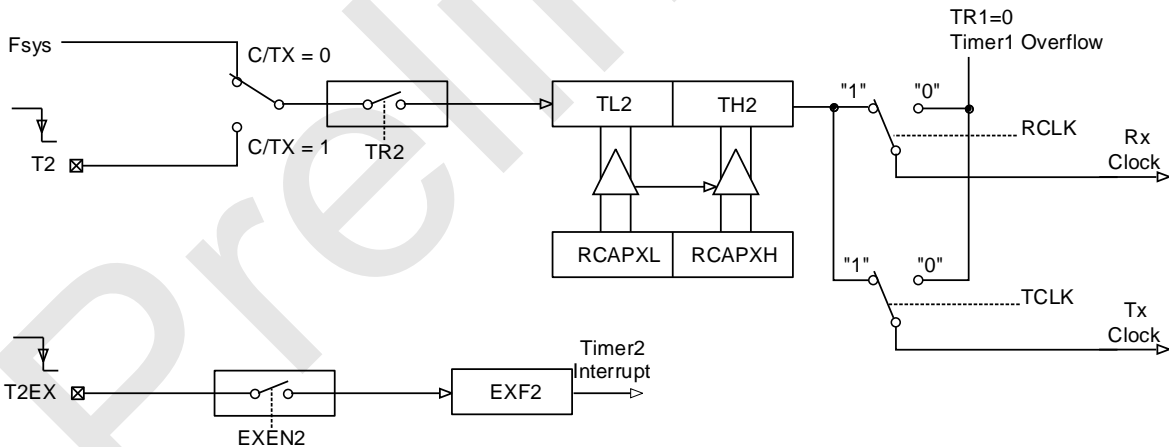 Fsys
C/TX = 0
T2
C/TX = 1
TR2
TL2
TH2
RCAPXL
RCAPXH
TR1=0
Timer1 Overflow
"1"
"0"
RCLK
Rx
Clock
"1"
"0"
TCLK
Tx
Clock
T2EX
EXEN2
EXF2
Timer2
Interrupt
Prelin